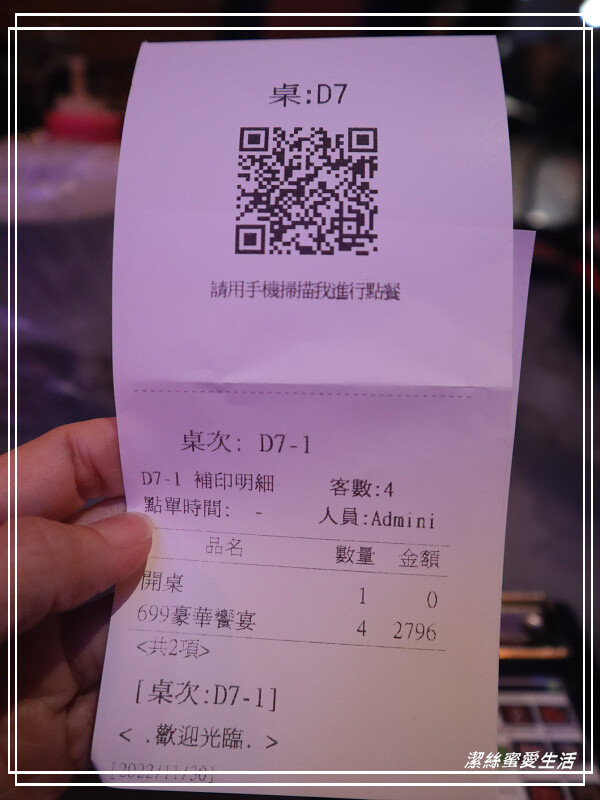 桌:D7
請用手機掃描我進行點餐
桌次: D7-1
D7-1 補印明細 客數:4
點單時間: - 人員:Admini
品名 數量 金額
開桌 1 0
699豪華饗宴 4 2796
<共2項>
[桌次:D7-1]
< .歡迎光臨. >
[2022/11/30]
潔絲蜜愛生活